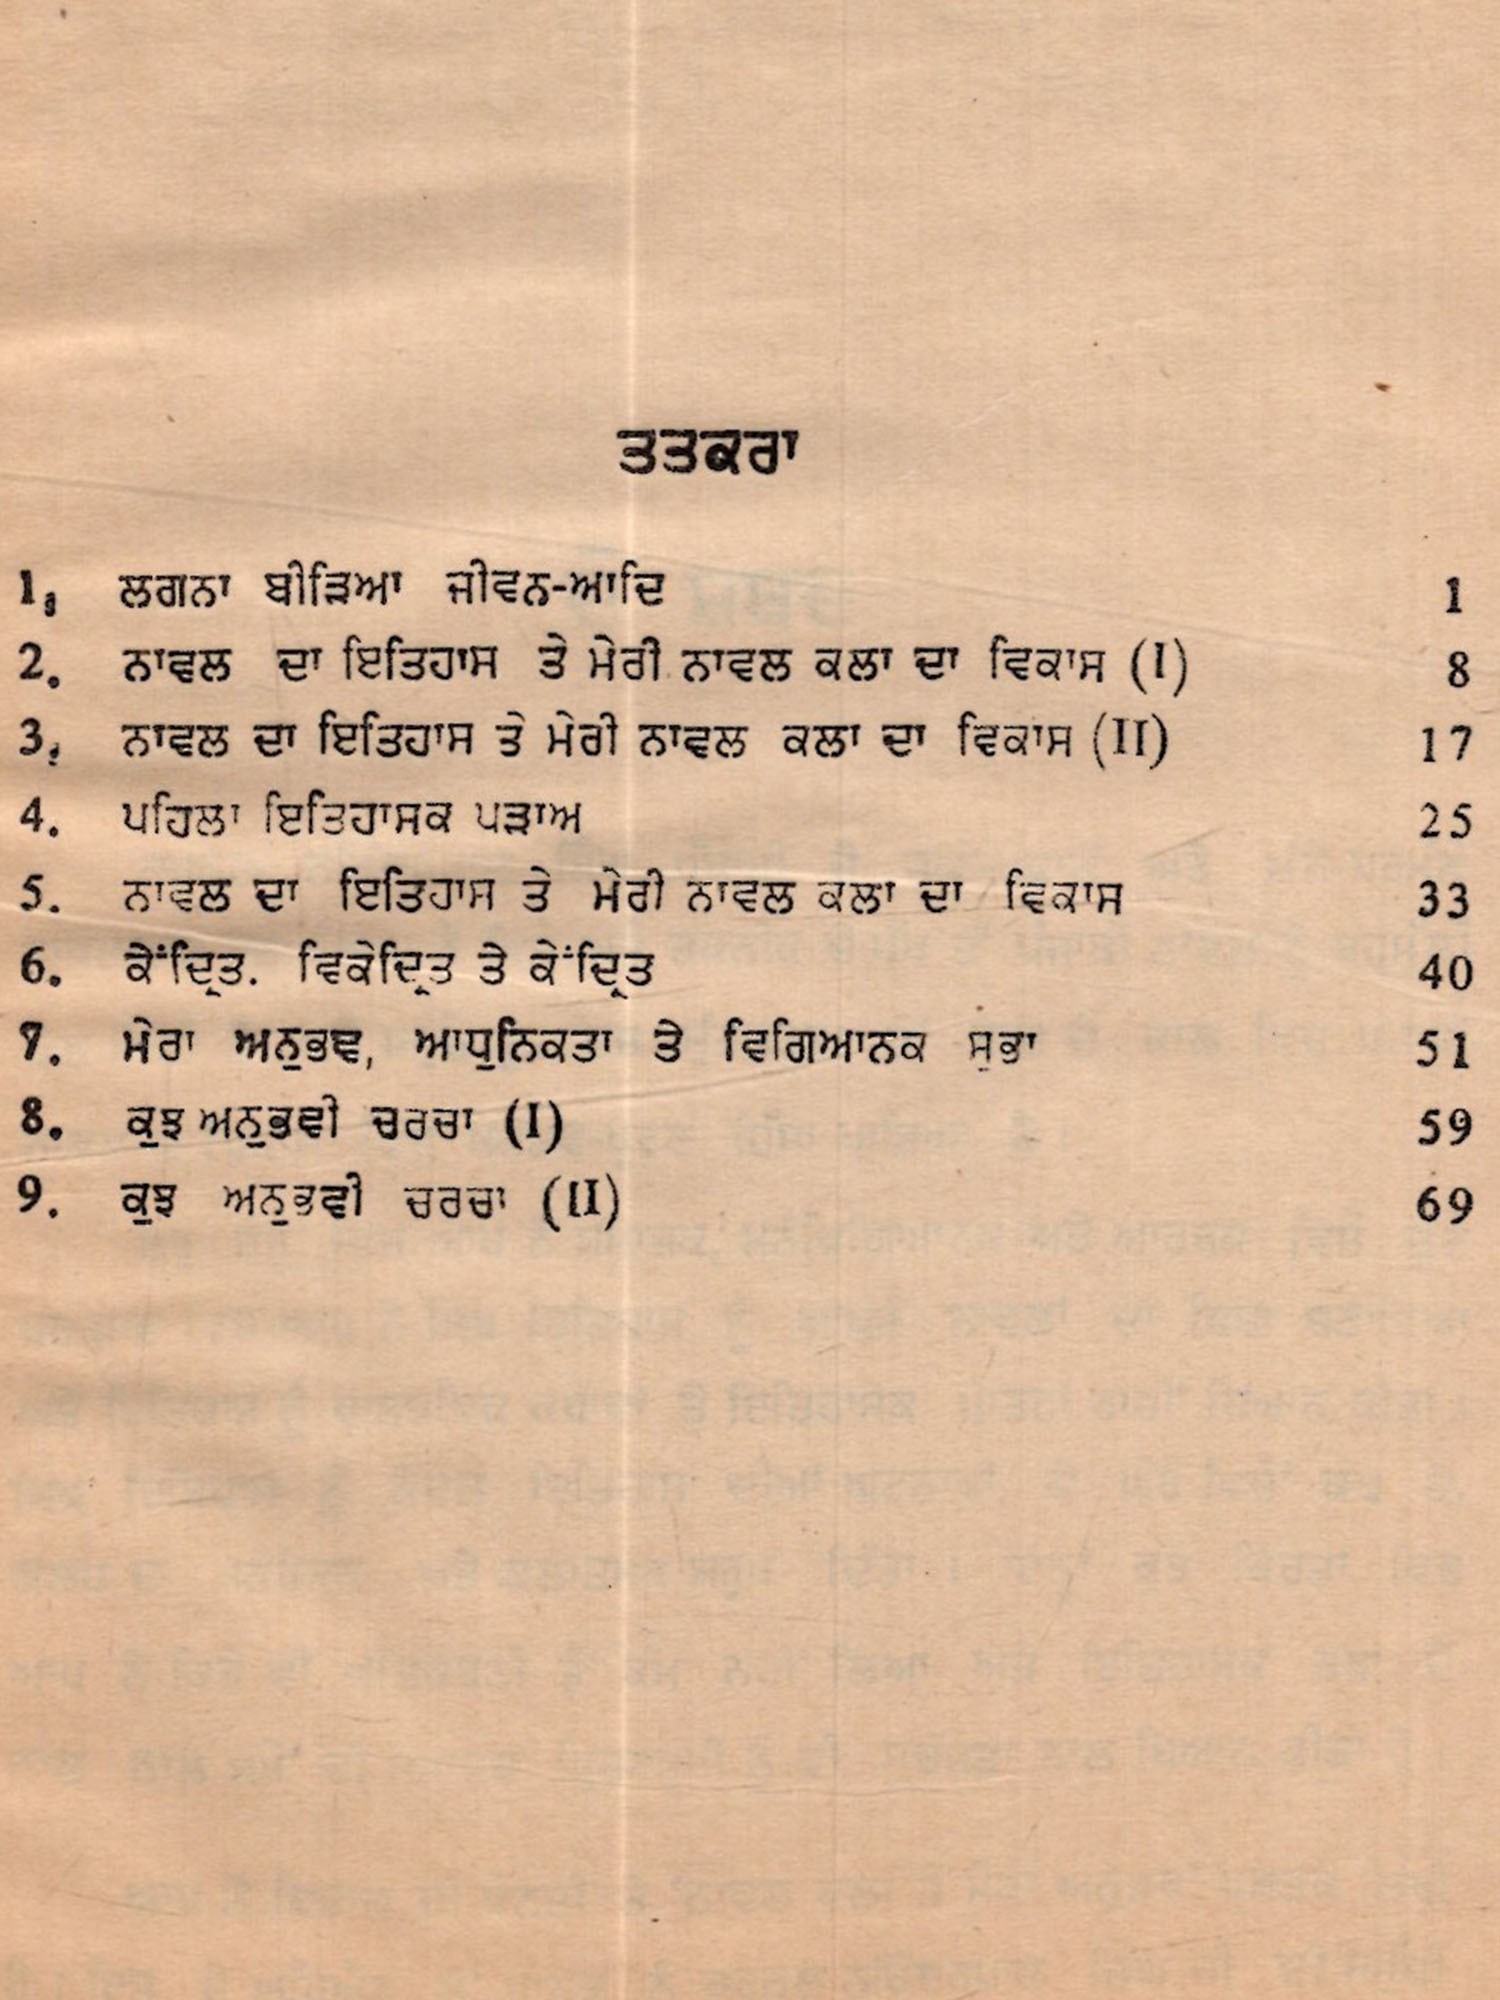 ਤਤਕਰਾ
1. ਲਗਨਾ ਬੀੜਿਆ ਜੀਵਨ-ਆਦਿ 1
2. ਨਾਵਲ ਦਾ ਇਤਿਹਾਸ ਤੇ ਮੇਰੀ ਨਾਵਲ ਕਲਾ ਦਾ ਵਿਕਾਸ (I) 8
3. ਨਾਵਲ ਦਾ ਇਤਿਹਾਸ ਤੇ ਮੇਰੀ ਨਾਵਲ ਕਲਾ ਦਾ ਵਿਕਾਸ (II) 17
4. ਪਹਿਲਾ ਇਤਿਹਾਸਕ ਪੜਾਅ 25
5. ਨਾਵਲ ਦਾ ਇਤਿਹਾਸ ਤੇ ਮੇਰੀ ਨਾਵਲ ਕਲਾ ਦਾ ਵਿਕਾਸ 33
6. ਕੈਂਦ੍ਰਿਤ. ਵਿਕੇਦ੍ਰਿਤ ਤੇ ਕੇਂਦ੍ਰਿਤ 40
7. ਮੇਰਾ ਅਨੁਭਵ, ਆਧੁਨਿਕਤਾ ਤੇ ਵਿਗਿਆਨਕ ਸੁਭਾ 51
8. ਕੁਝ ਅਨੁਭਵੀ ਚਰਚਾ (I) 59
9. ਕੁਝ ਅਨੁਭਵੀ ਚਰਚਾ (II) 69